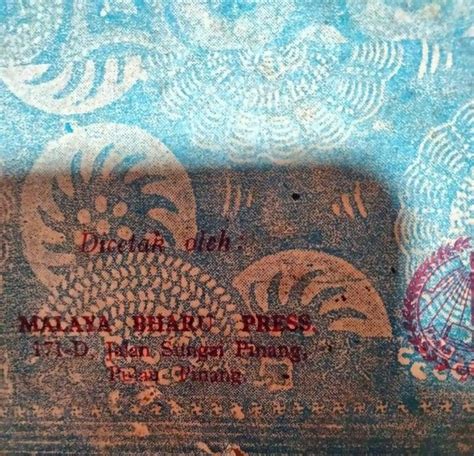 Dicetak oleh:
MALAYA BHARU PRESS,
171-D, Jalan Sungai Pinang,
Pulau Pinang.